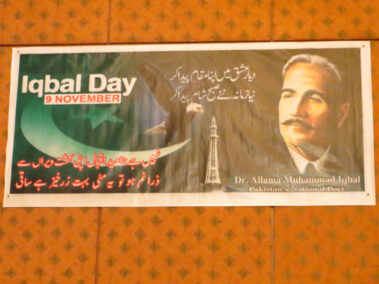 Iqbal Day
9 NOVEMBER
دیارِ عشق میں اپنا مقام پیدا کر
نیا زمانہ نئے صبح شام پیدا کر
نہیں ہے ناامید اقبال اپنی کشت ویراں سے
ذرا نم ہو تو یہ مٹی بہت زرخیز ہے ساقی
Dr. Allama Muhammad Iqbal
Pakistan's National Poet